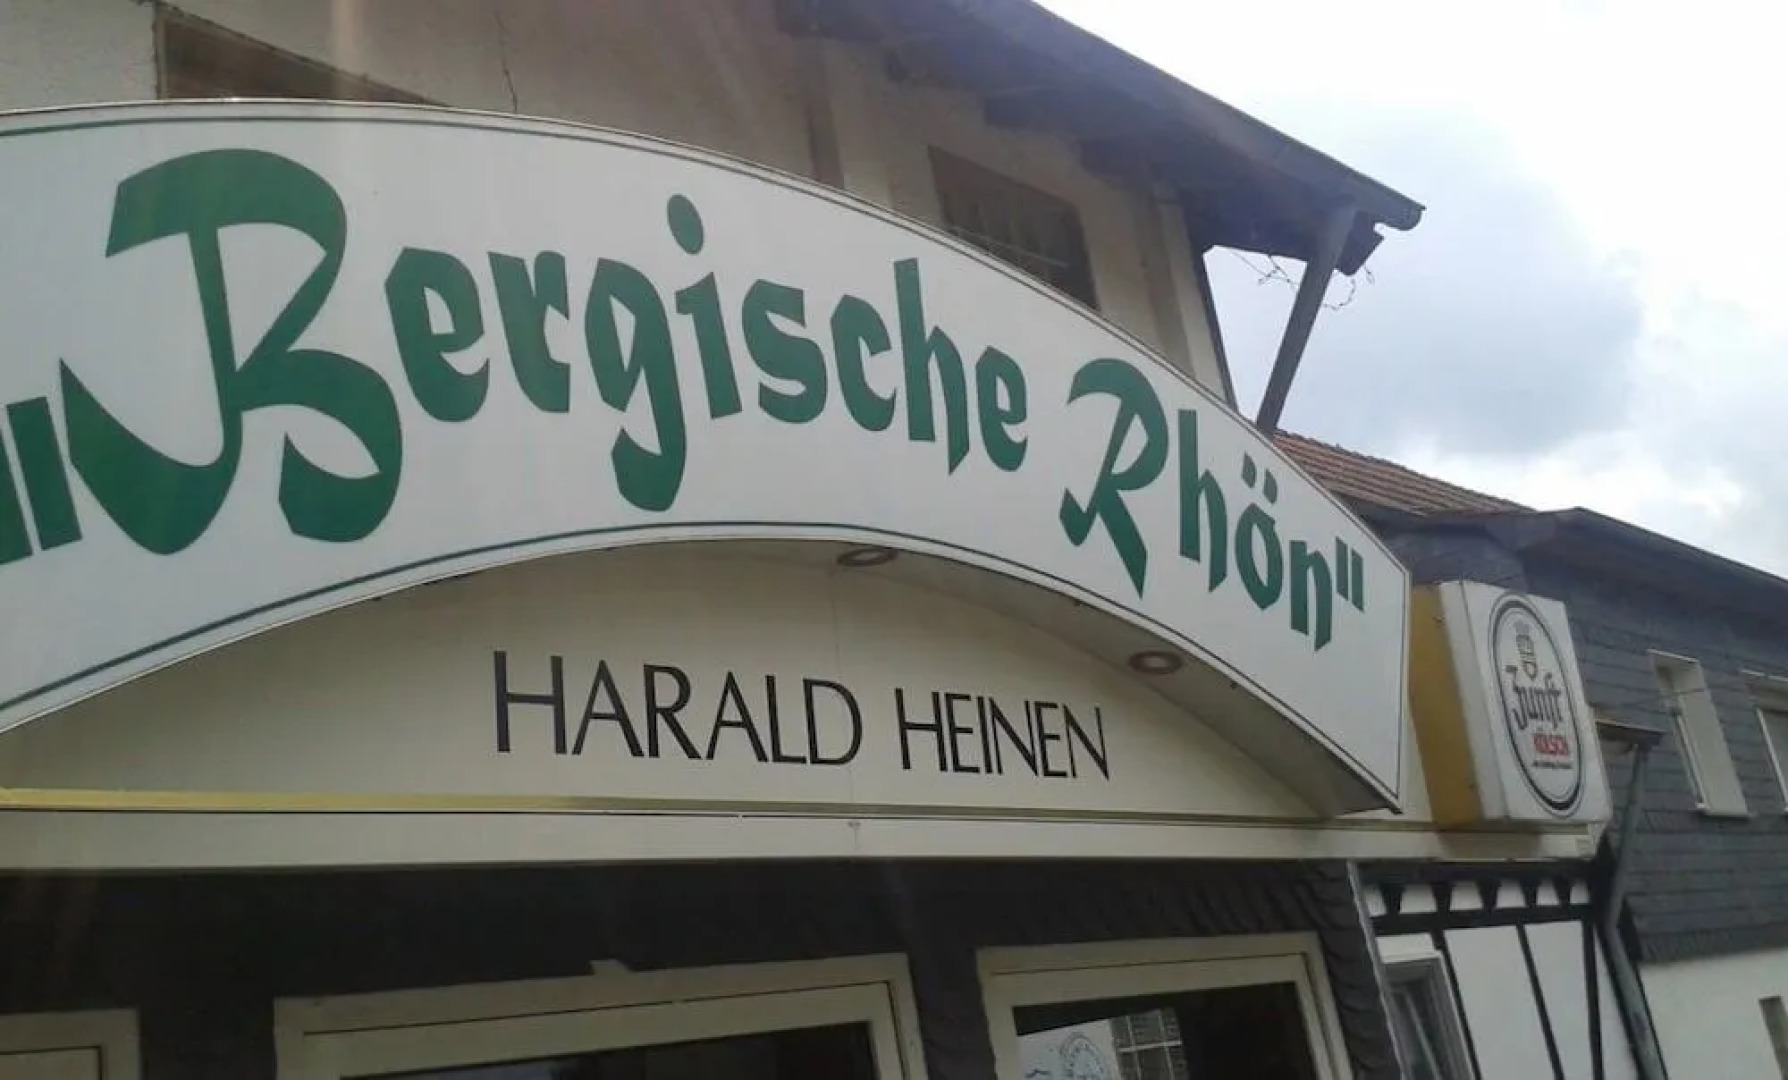 "Bergische Rhön"
HARALD HEINEN
Zunft
KÖLSCH